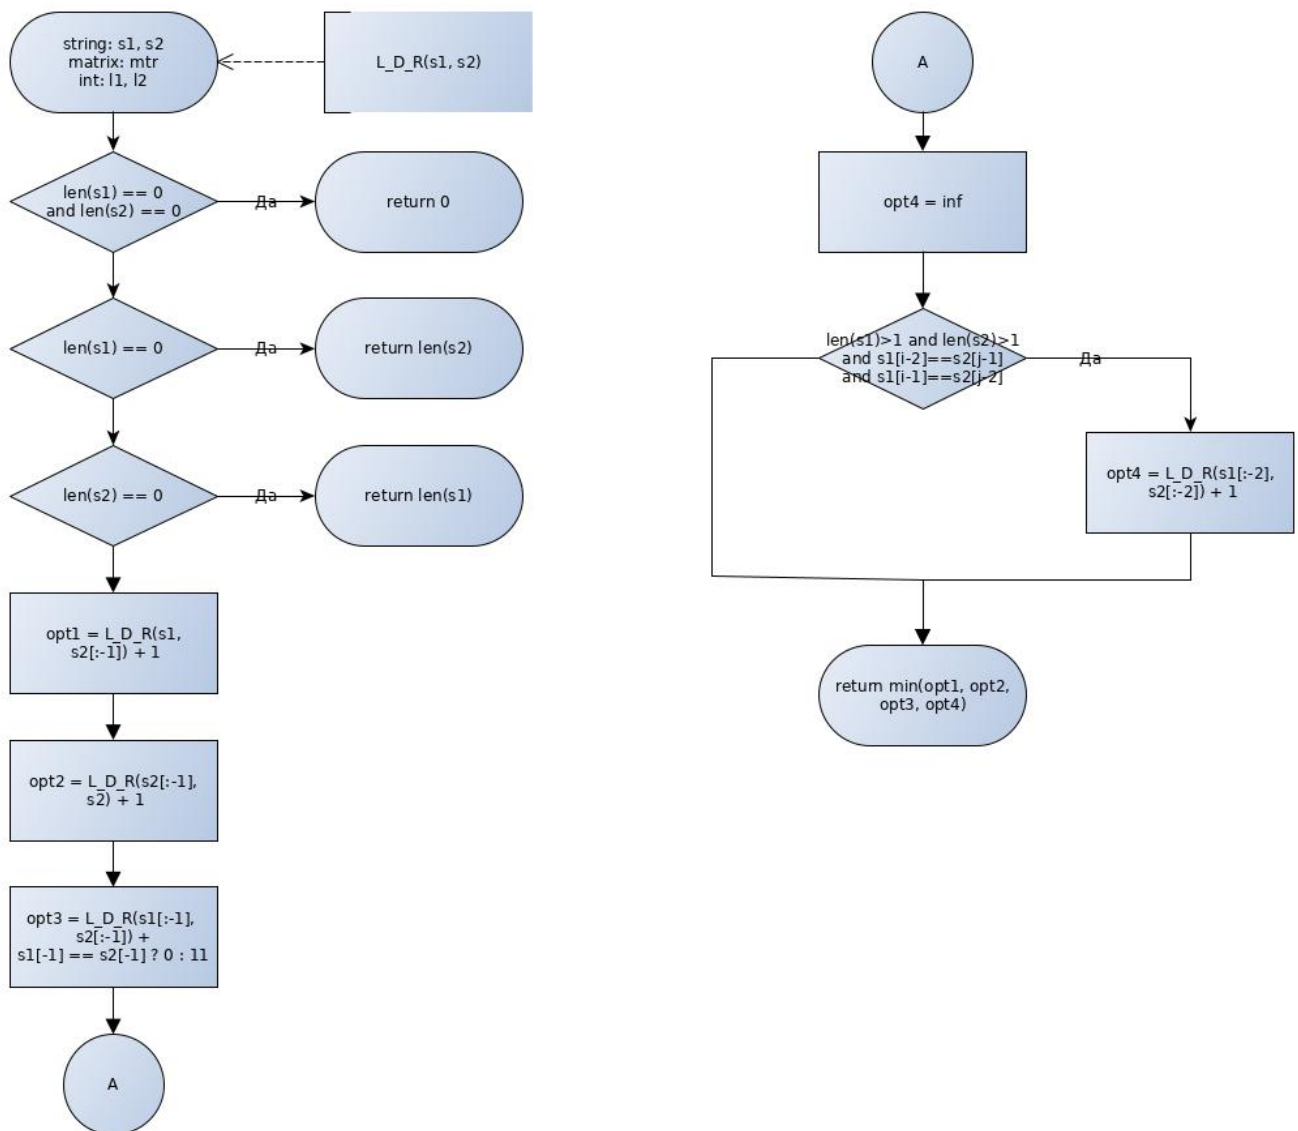 string: s1, s2
matrix: mtr
int: l1, l2
L_D_R(s1, s2)
len(s1) == 0
and len(s2) == 0
Да
return 0
len(s1) == 0
Да
return len(s2)
len(s2) == 0
Да
return len(s1)
opt1 = L_D_R(s1,
s2[:-1]) + 1
opt2 = L_D_R(s2[:-1],
s2) + 1
opt3 = L_D_R(s1[:-1],
s2[:-1]) +
s1[-1] == s2[-1] ? 0 : 11
A
A
opt4 = inf
len(s1)>1 and len(s2)>1
and s1[i-2]==s2[j-1]
and s1[i-1]==s2[j-2]
Да
opt4 = L_D_R(s1[:-2],
s2[:-2]) + 1
return min(opt1, opt2,
opt3, opt4)